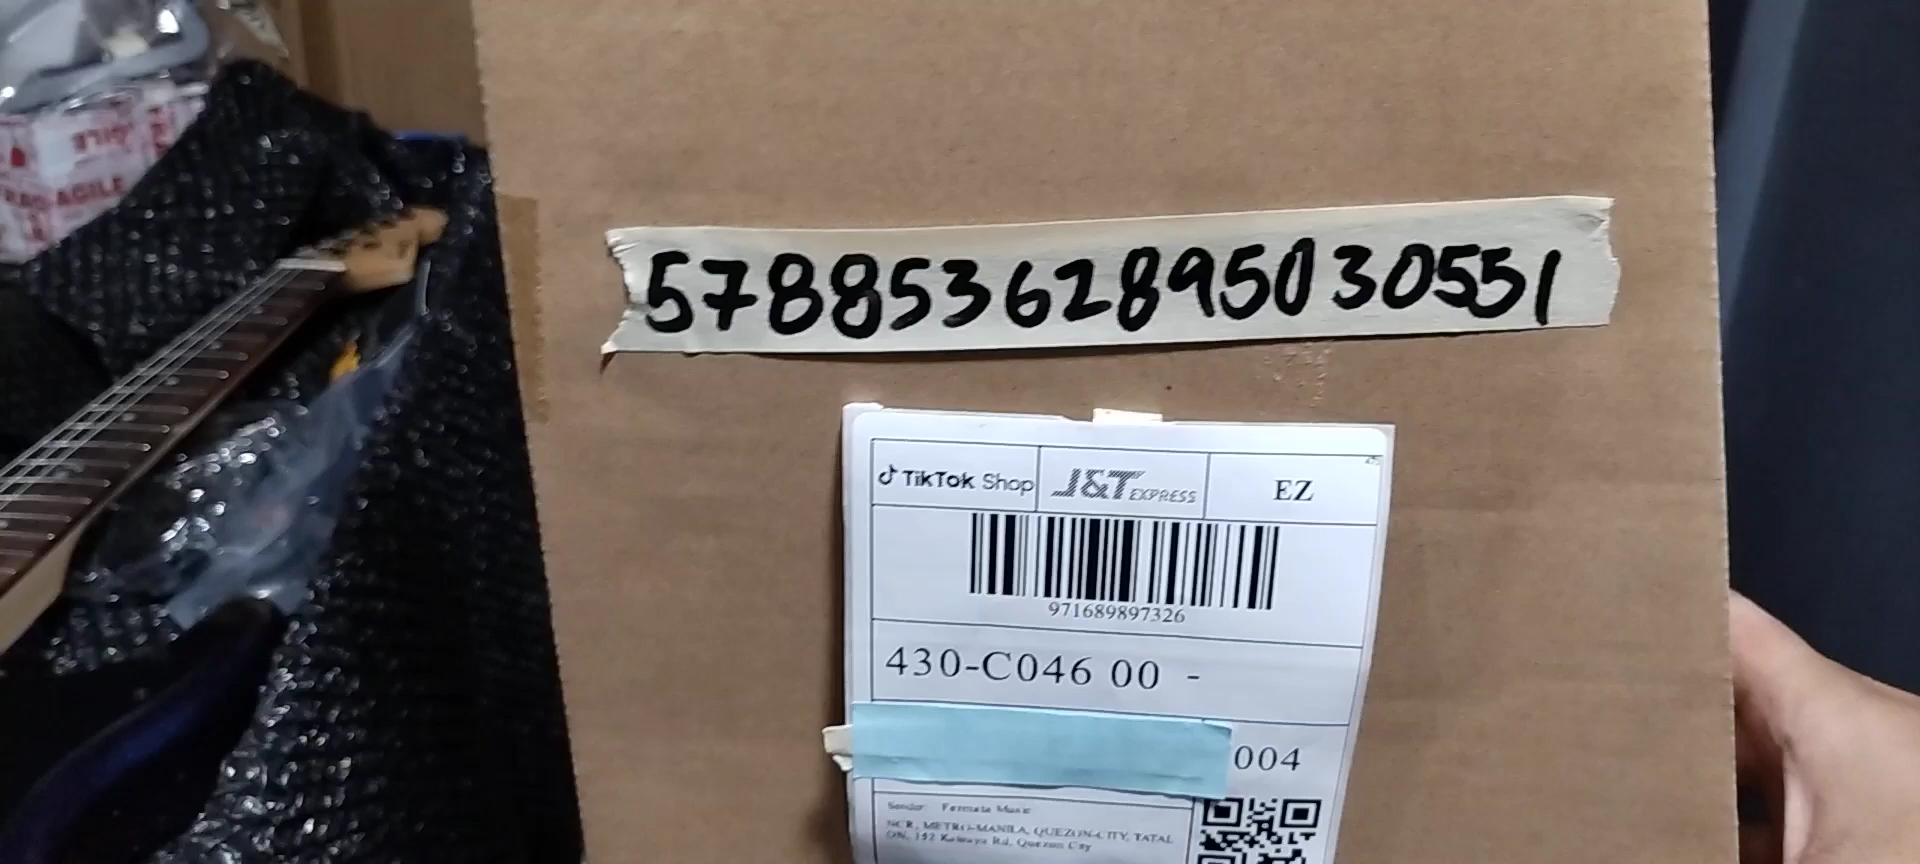 FRAGILE
57885362895030551
TikTok Shop
J&T EXPRESS
EZ
971689897326
430-C046 00 -
004
Sender: Fermata Music
NCR, METRO-MANILA, QUEZON-CITY, TATAL
ON, 152 Kaliraya Rd, Quezon City